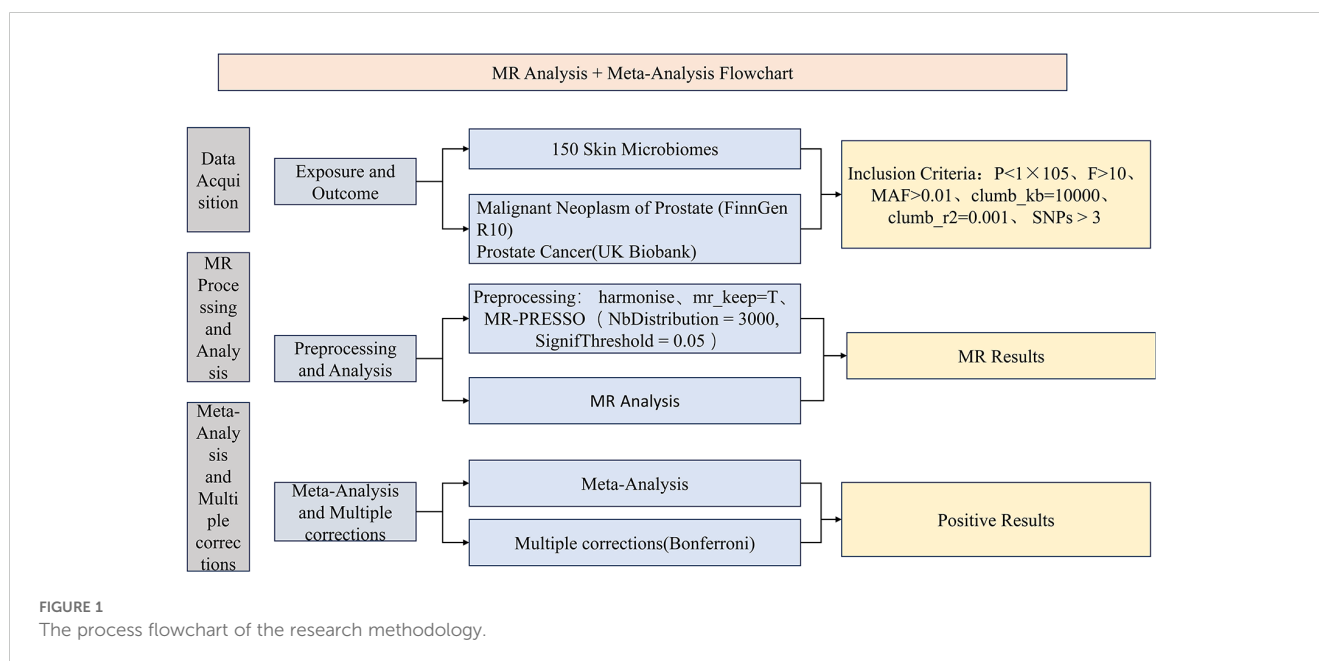 MR Analysis + Meta-Analysis Flowchart
Data
Acqui
sition
Exposure and
Outcome
150 Skin Microbiomes
Malignant Neoplasm of Prostate (FinnGen
R10)
Prostate Cancer(UK Biobank)
Inclusion Criteria：P<1×105、F>10、
MAF>0.01、clumb_kb=10000、
clumb_r2=0.001、 SNPs > 3
MR
Proce
ssing
and
Analy
sis
Preprocessing
and Analysis
Preprocessing： harmonise、mr_keep=T、
MR-PRESSO（ NbDistribution = 3000,
SignifThreshold = 0.05 ）
MR Analysis
MR Results
Meta-
Analy
sis
and
Multi
ple
correc
tions
Meta-Analysis
and Multiple
corrections
Meta-Analysis
Multiple corrections(Bonferroni)
Positive Results
FIGURE 1
The process flowchart of the research methodology.